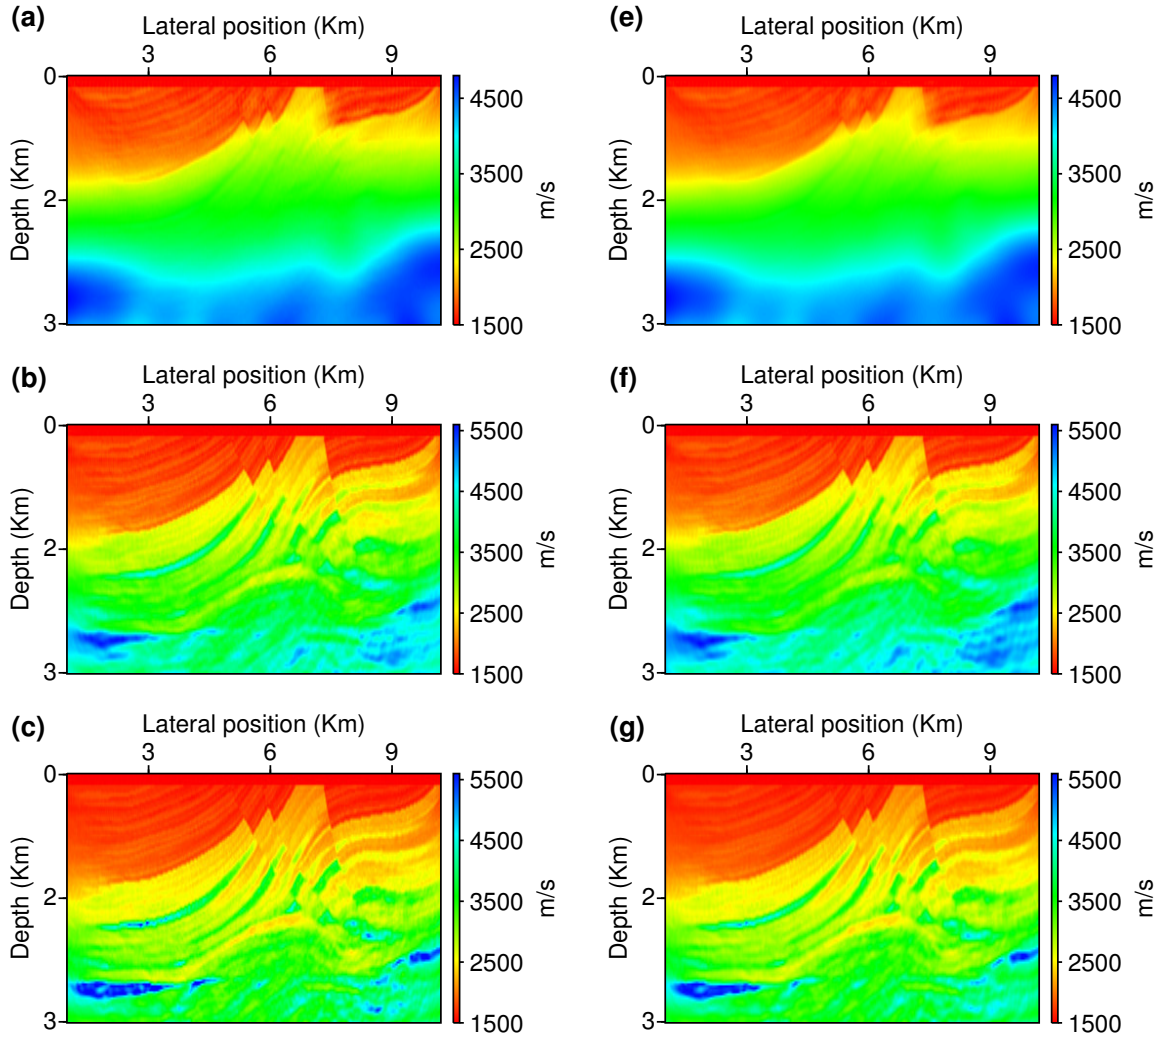 (a)
Lateral position (Km)
3 6 9
0
2
3
Depth (Km)
4500
3500
2500
1500
m/s
(e)
Lateral position (Km)
3 6 9
0
2
3
Depth (Km)
4500
3500
2500
1500
m/s
(b)
Lateral position (Km)
3 6 9
0
2
3
Depth (Km)
5500
4500
3500
2500
1500
m/s
(f)
Lateral position (Km)
3 6 9
0
2
3
Depth (Km)
5500
4500
3500
2500
1500
m/s
(c)
Lateral position (Km)
3 6 9
0
2
3
Depth (Km)
5500
4500
3500
2500
1500
m/s
(g)
Lateral position (Km)
3 6 9
0
2
3
Depth (Km)
5500
4500
3500
2500
1500
m/s